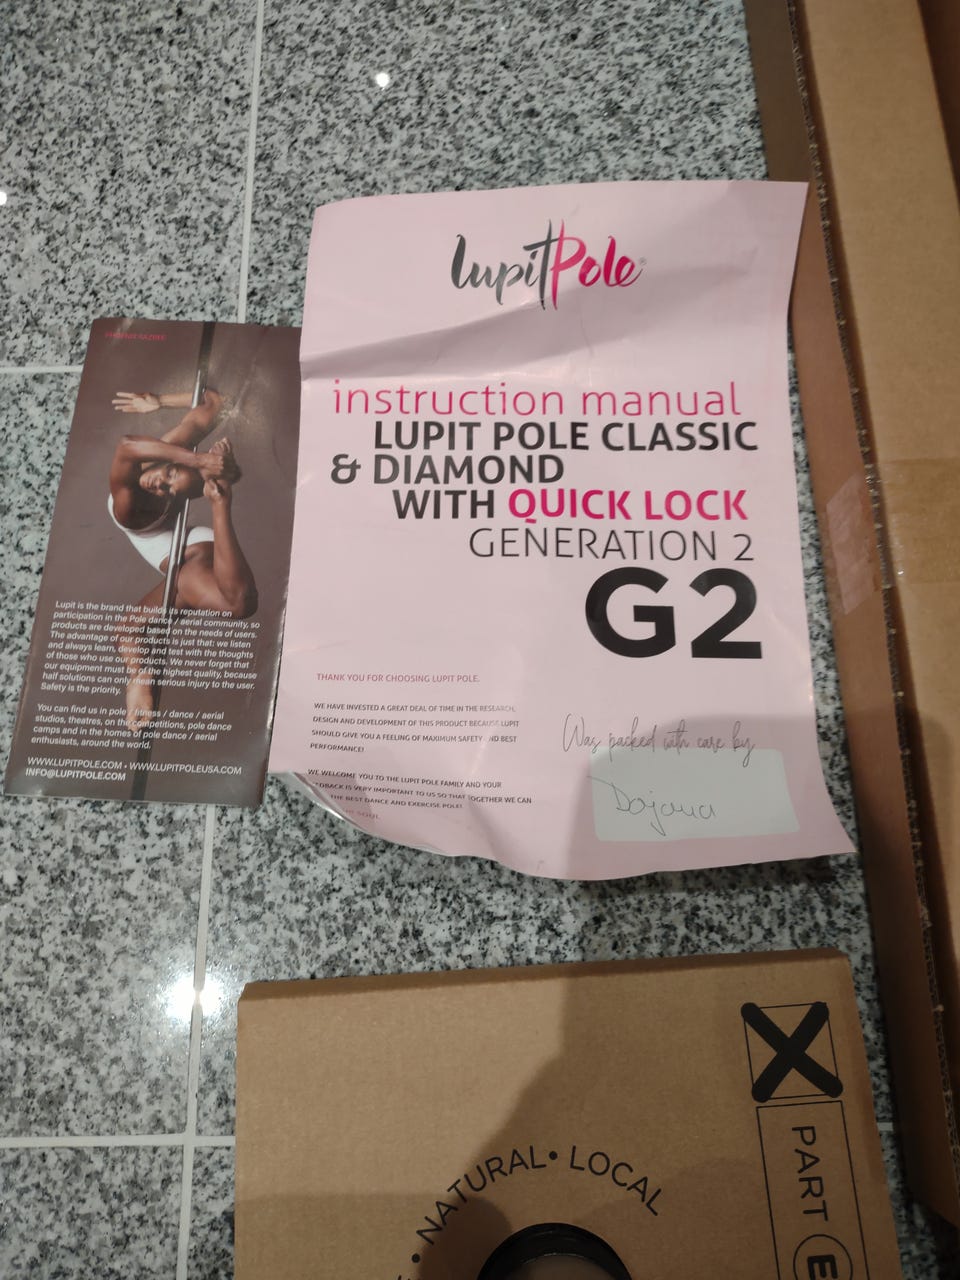 LupitPole®
instruction manual
LUPIT POLE CLASSIC
& DIAMOND
WITH QUICK LOCK
GENERATION 2
G2
THANK YOU FOR CHOOSING LUPIT POLE.
WE HAVE INVESTED A GREAT DEAL OF TIME IN THE RESEARCH,
DESIGN AND DEVELOPMENT OF THIS PRODUCT BECAUSE LUPIT
SHOULD GIVE YOU A FEELING OF MAXIMUM SAFETY AND BEST
PERFORMANCE!
WE WELCOME YOU TO THE LUPIT POLE FAMILY AND YOUR
IS VERY IMPORTANT TO US SO THAT TOGETHER WE CAN
THE BEST DANCE AND EXERCISE POLE!
SOUL
Was packed with care by
Dojana
Lupit is the brand that builds its reputation on
participation in the Pole dance / aerial community, so
products are developed based on the needs of users.
The advantage of our products is just that: we listen
and always learn, develop and test with the thoughts
of those who use our products. We never forget that
our equipment must be of the highest quality, because
half solutions can only mean serious injury to the user.
Safety is the priority.
You can find us in pole / fitness / dance / aerial
studios, theatres, on the competitions, pole dance
camps and in the homes of pole dance / aerial
enthusiasts, around the world.
WWW.LUPITPOLE.COM • WWW.LUPITPOLEUSA.COM
INFO@LUPITPOLE.COM
• NATURAL • LOCAL
PART E